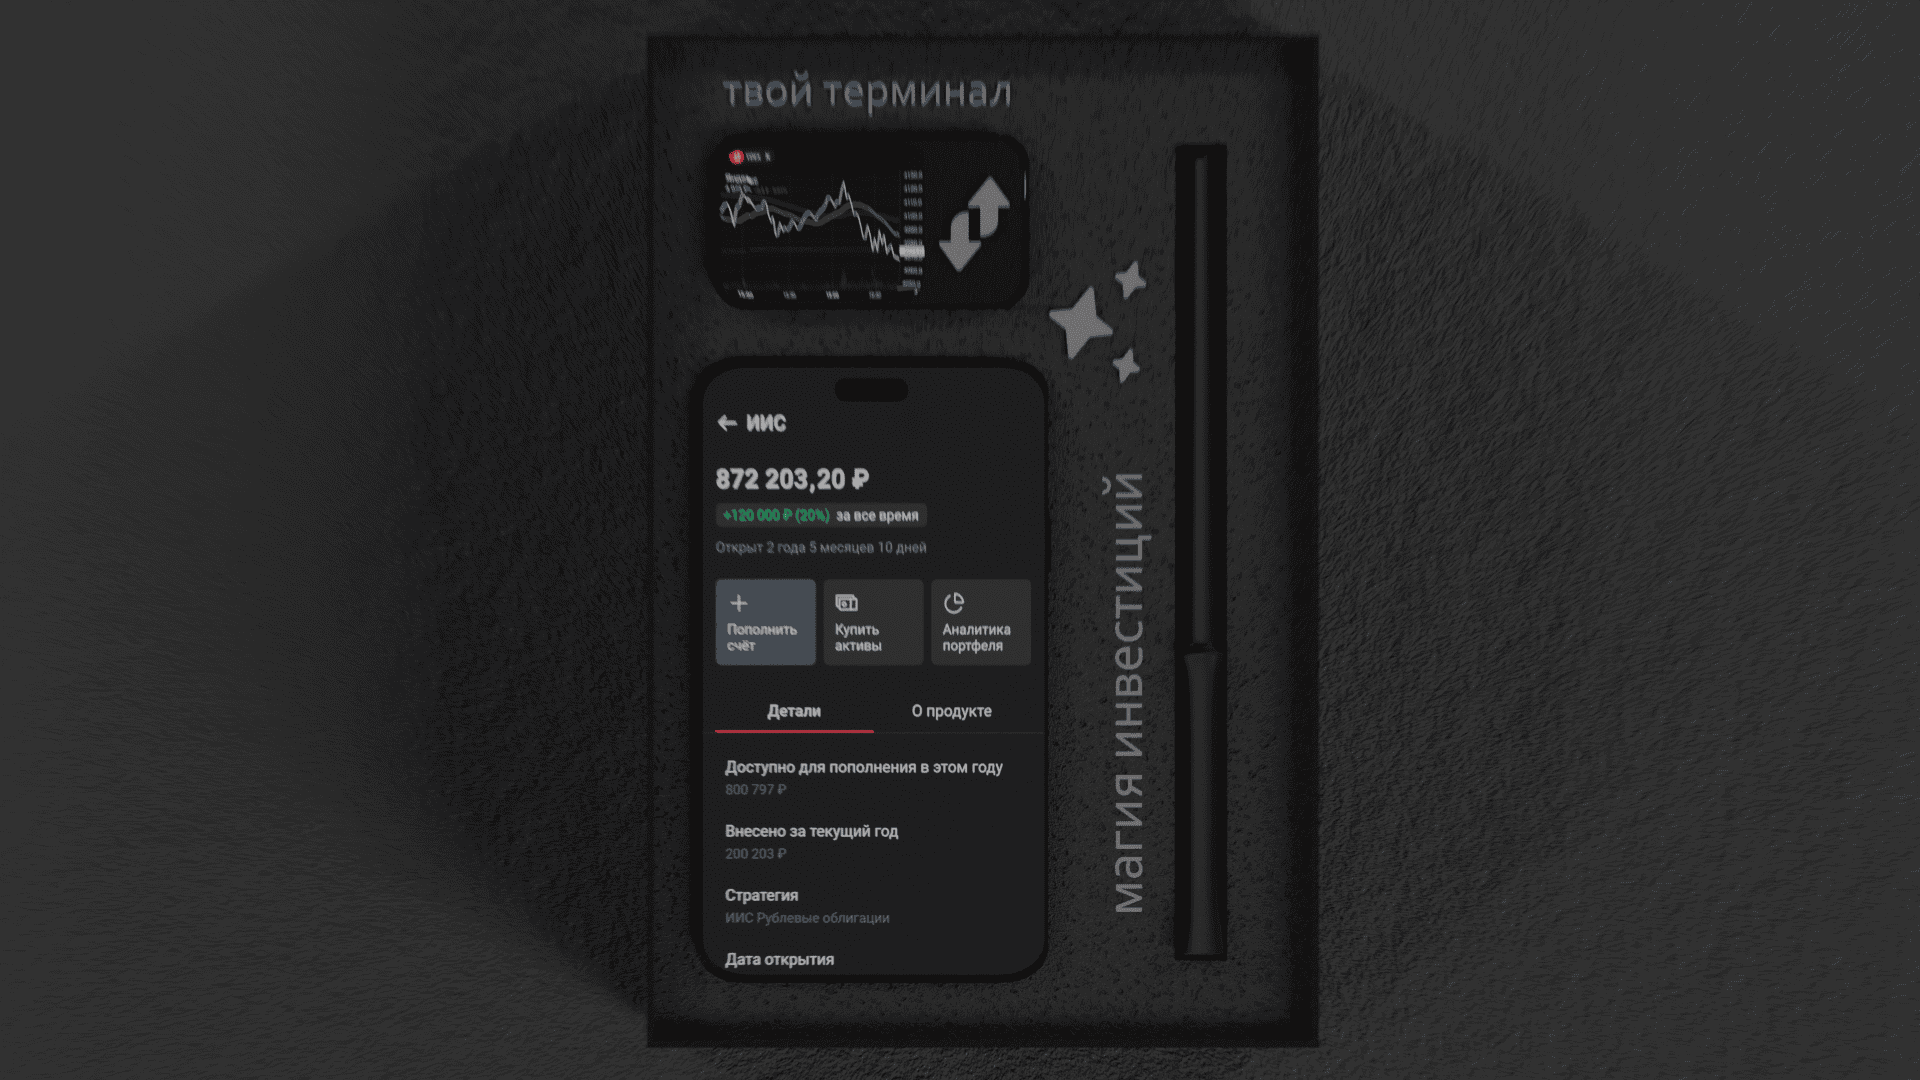 твой терминал
ИИС
872 203,20 ₽
+120 000 ₽ (20%) за все время
Открыт 2 года 5 месяцев 10 дней
Пополнить
счёт
Купить
активы
Аналитика
портфеля
Детали
О продукте
Доступно для пополнения в этом году
800 797 ₽
Внесено за текущий год
200 203 ₽
Стратегия
ИИС Рублевые облигации
Дата открытия
магия инвестиций